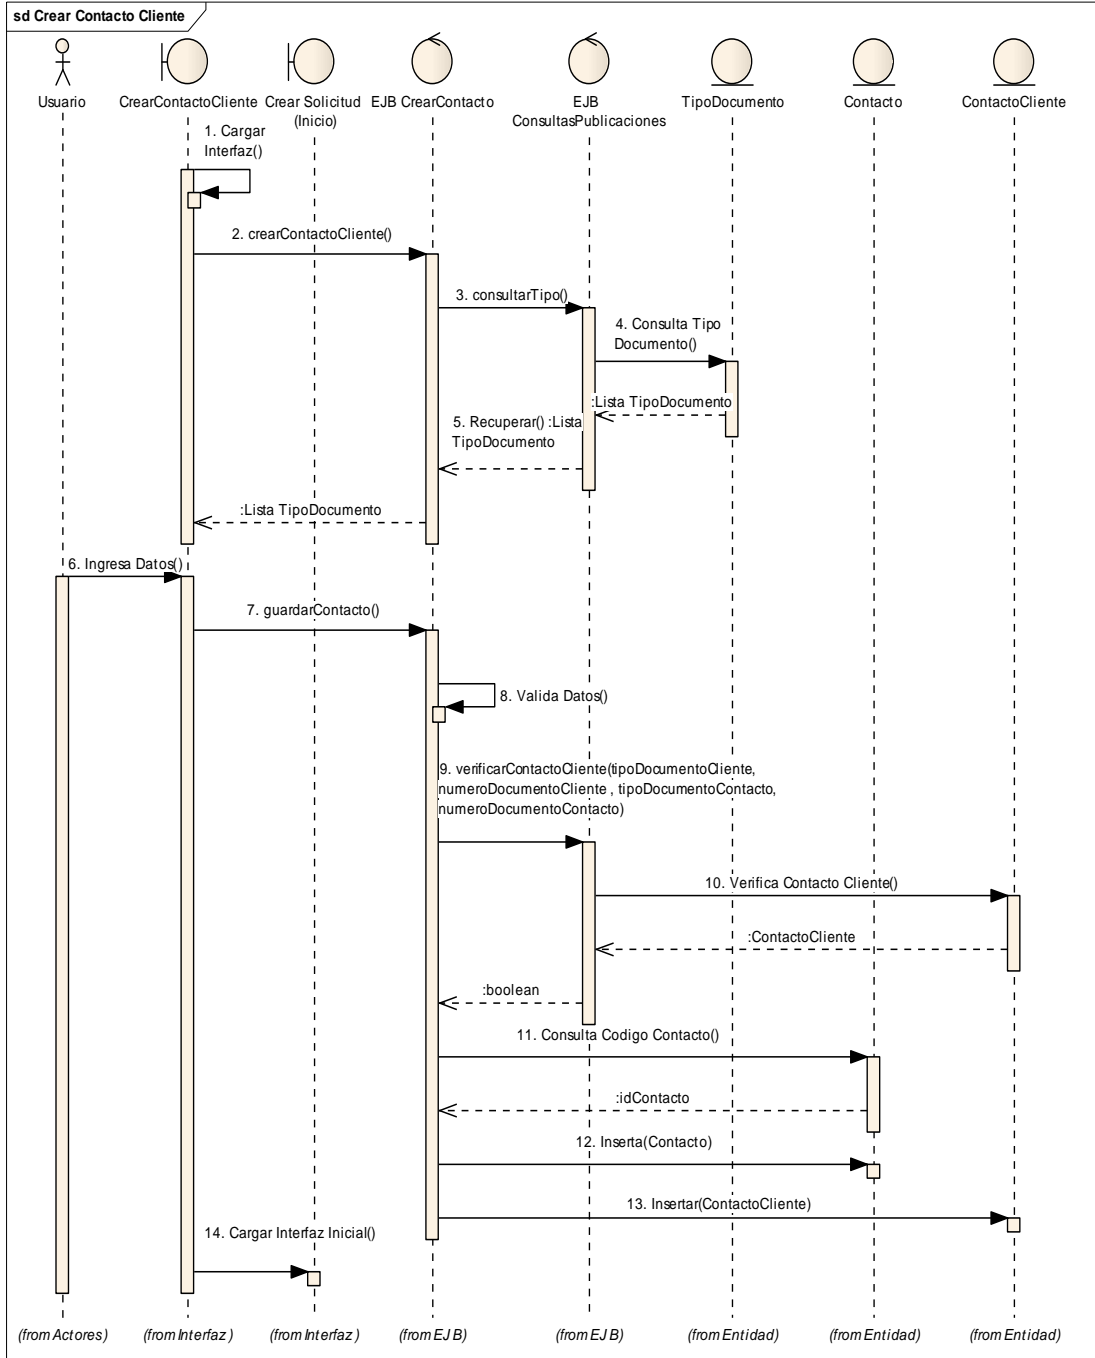 sd Crear Contacto Cliente
Usuario
CrearContactoCliente
Crear Solicitud
(Inicio)
EJB CrearContacto
EJB
ConsultasPublicaciones
TipoDocumento
Contacto
ContactoCliente
1. Cargar
Interfaz()
2. crearContactoCliente()
3. consultarTipo()
4. Consulta Tipo
Documento()
:Lista TipoDocumento
5. Recuperar() :Lista
TipoDocumento
:Lista TipoDocumento
6. Ingresa Datos()
7. guardarContacto()
8. Valida Datos()
9. verificarContactoCliente(tipoDocumentoCliente,
numeroDocumentoCliente , tipoDocumentoContacto,
numeroDocumentoContacto)
10. Verifica Contacto Cliente()
:ContactoCliente
:boolean
11. Consulta Codigo Contacto()
:idContacto
12. Inserta(Contacto)
13. Insertar(ContactoCliente)
14. Cargar Interfaz Inicial()
(from Actores)
(from Interfaz)
(from Interfaz)
(from EJB)
(from EJB)
(from Entidad)
(from Entidad)
(from Entidad)